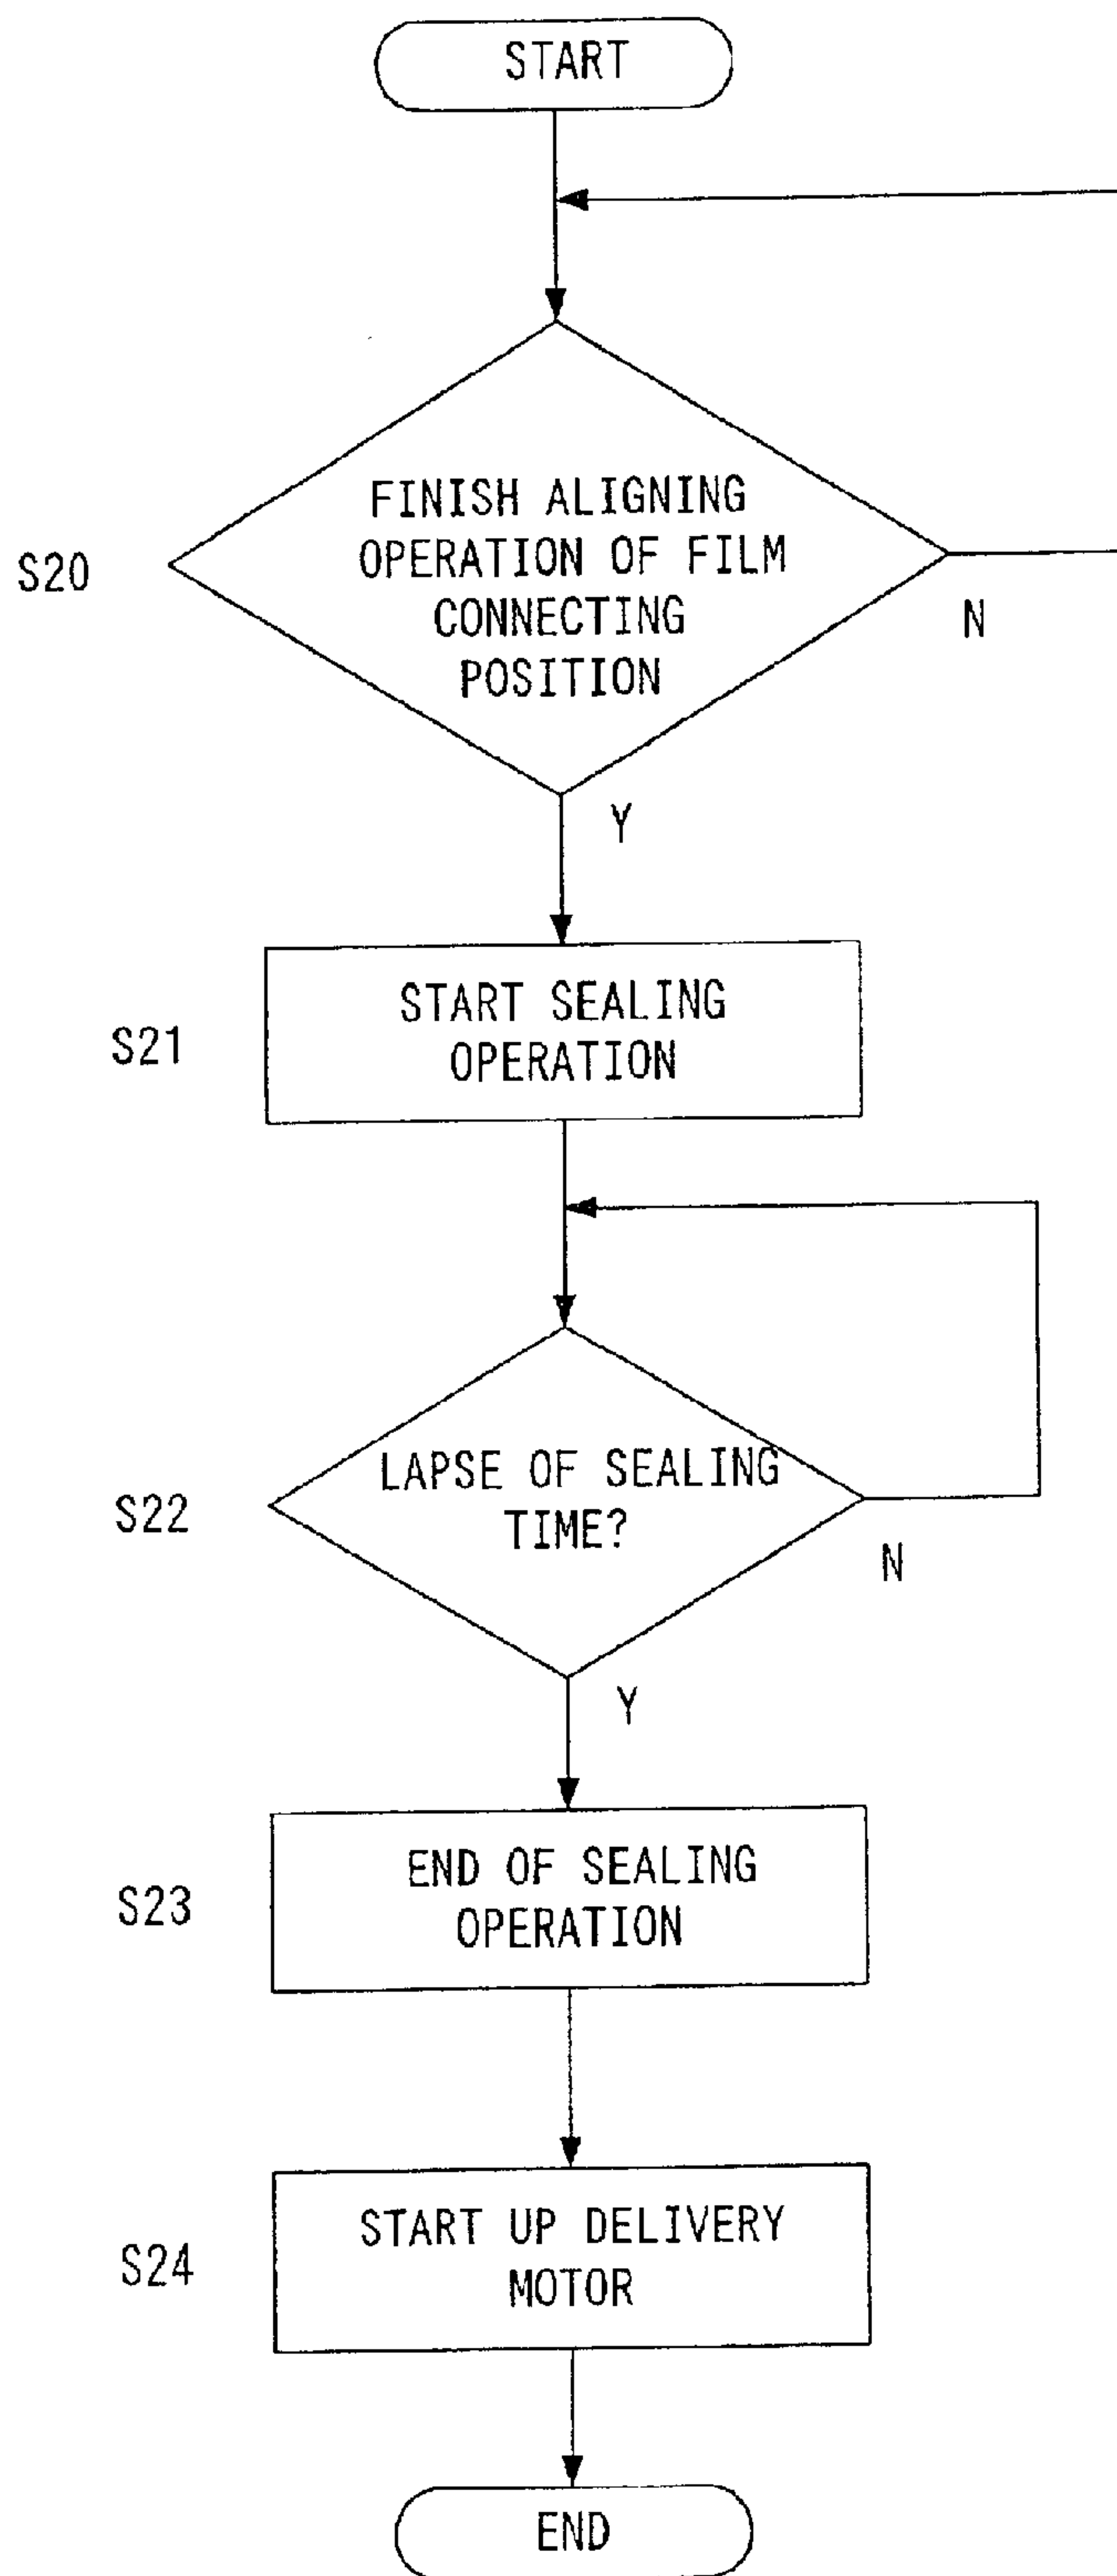 START
FINISH ALIGNING
OPERATION OF FILM
CONNECTING
POSITION
S20
N
Y
START SEALING
OPERATION
S21
LAPSE OF SEALING
TIME?
S22
N
Y
END OF SEALING
OPERATION
S23
START UP DELIVERY
MOTOR
S24
END